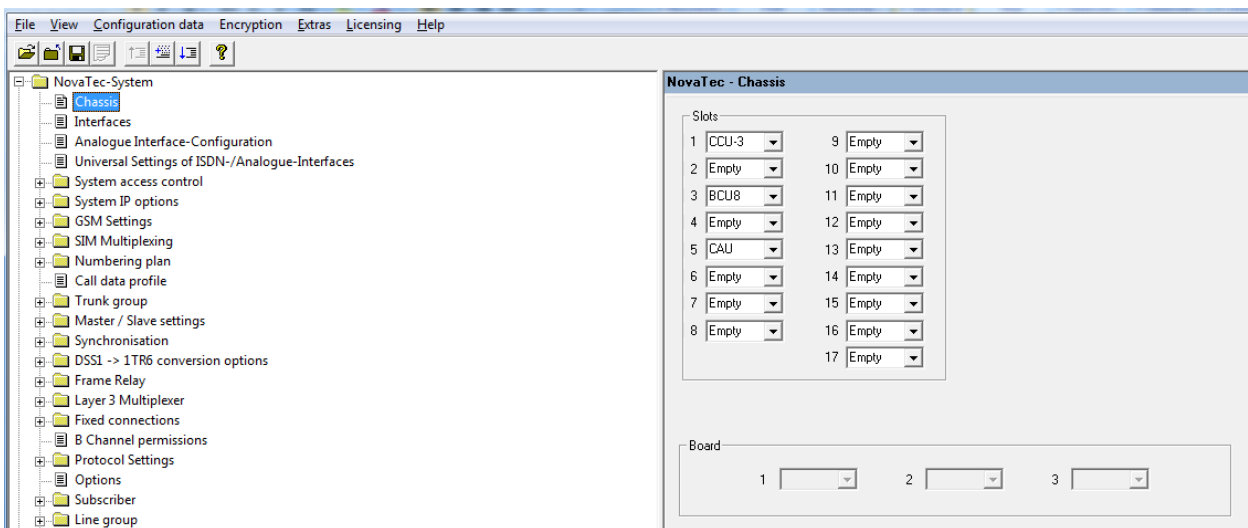 File View Configuration data Encryption Extras Licensing Help
NovaTec-System
Chassis
Interfaces
Analogue Interface-Configuration
Universal Settings of ISDN-/Analogue-Interfaces
System access control
System IP options
GSM Settings
SIM Multiplexing
Numbering plan
Call data profile
Trunk group
Master / Slave settings
Synchronisation
DSS1 -> 1TR6 conversion options
Frame Relay
Layer 3 Multiplexer
Fixed connections
B Channel permissions
Protocol Settings
Options
Subscriber
Line group
NovaTec - Chassis
Slots
1 CCU-3 9 Empty
2 Empty 10 Empty
3 BCU8 11 Empty
4 Empty 12 Empty
5 CAU 13 Empty
6 Empty 14 Empty
7 Empty 15 Empty
8 Empty 16 Empty
17 Empty
Board
1 2 3